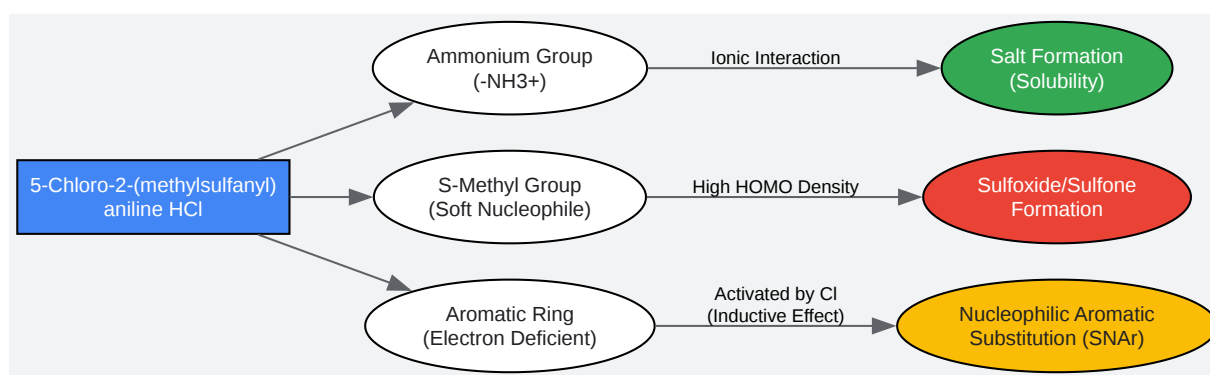 Ammonium Group
(-NH3+)
Ionic Interaction
Salt Formation
(Solubility)
5-Chloro-2-(methylsulfanyl)
aniline HCl
S-Methyl Group
(Soft Nucleophile)
High HOMO Density
Sulfoxide/Sulfone
Formation
Aromatic Ring
(Electron Deficient)
Activated by Cl
(Inductive Effect)
Nucleophilic Aromatic
Substitution (SNAr)